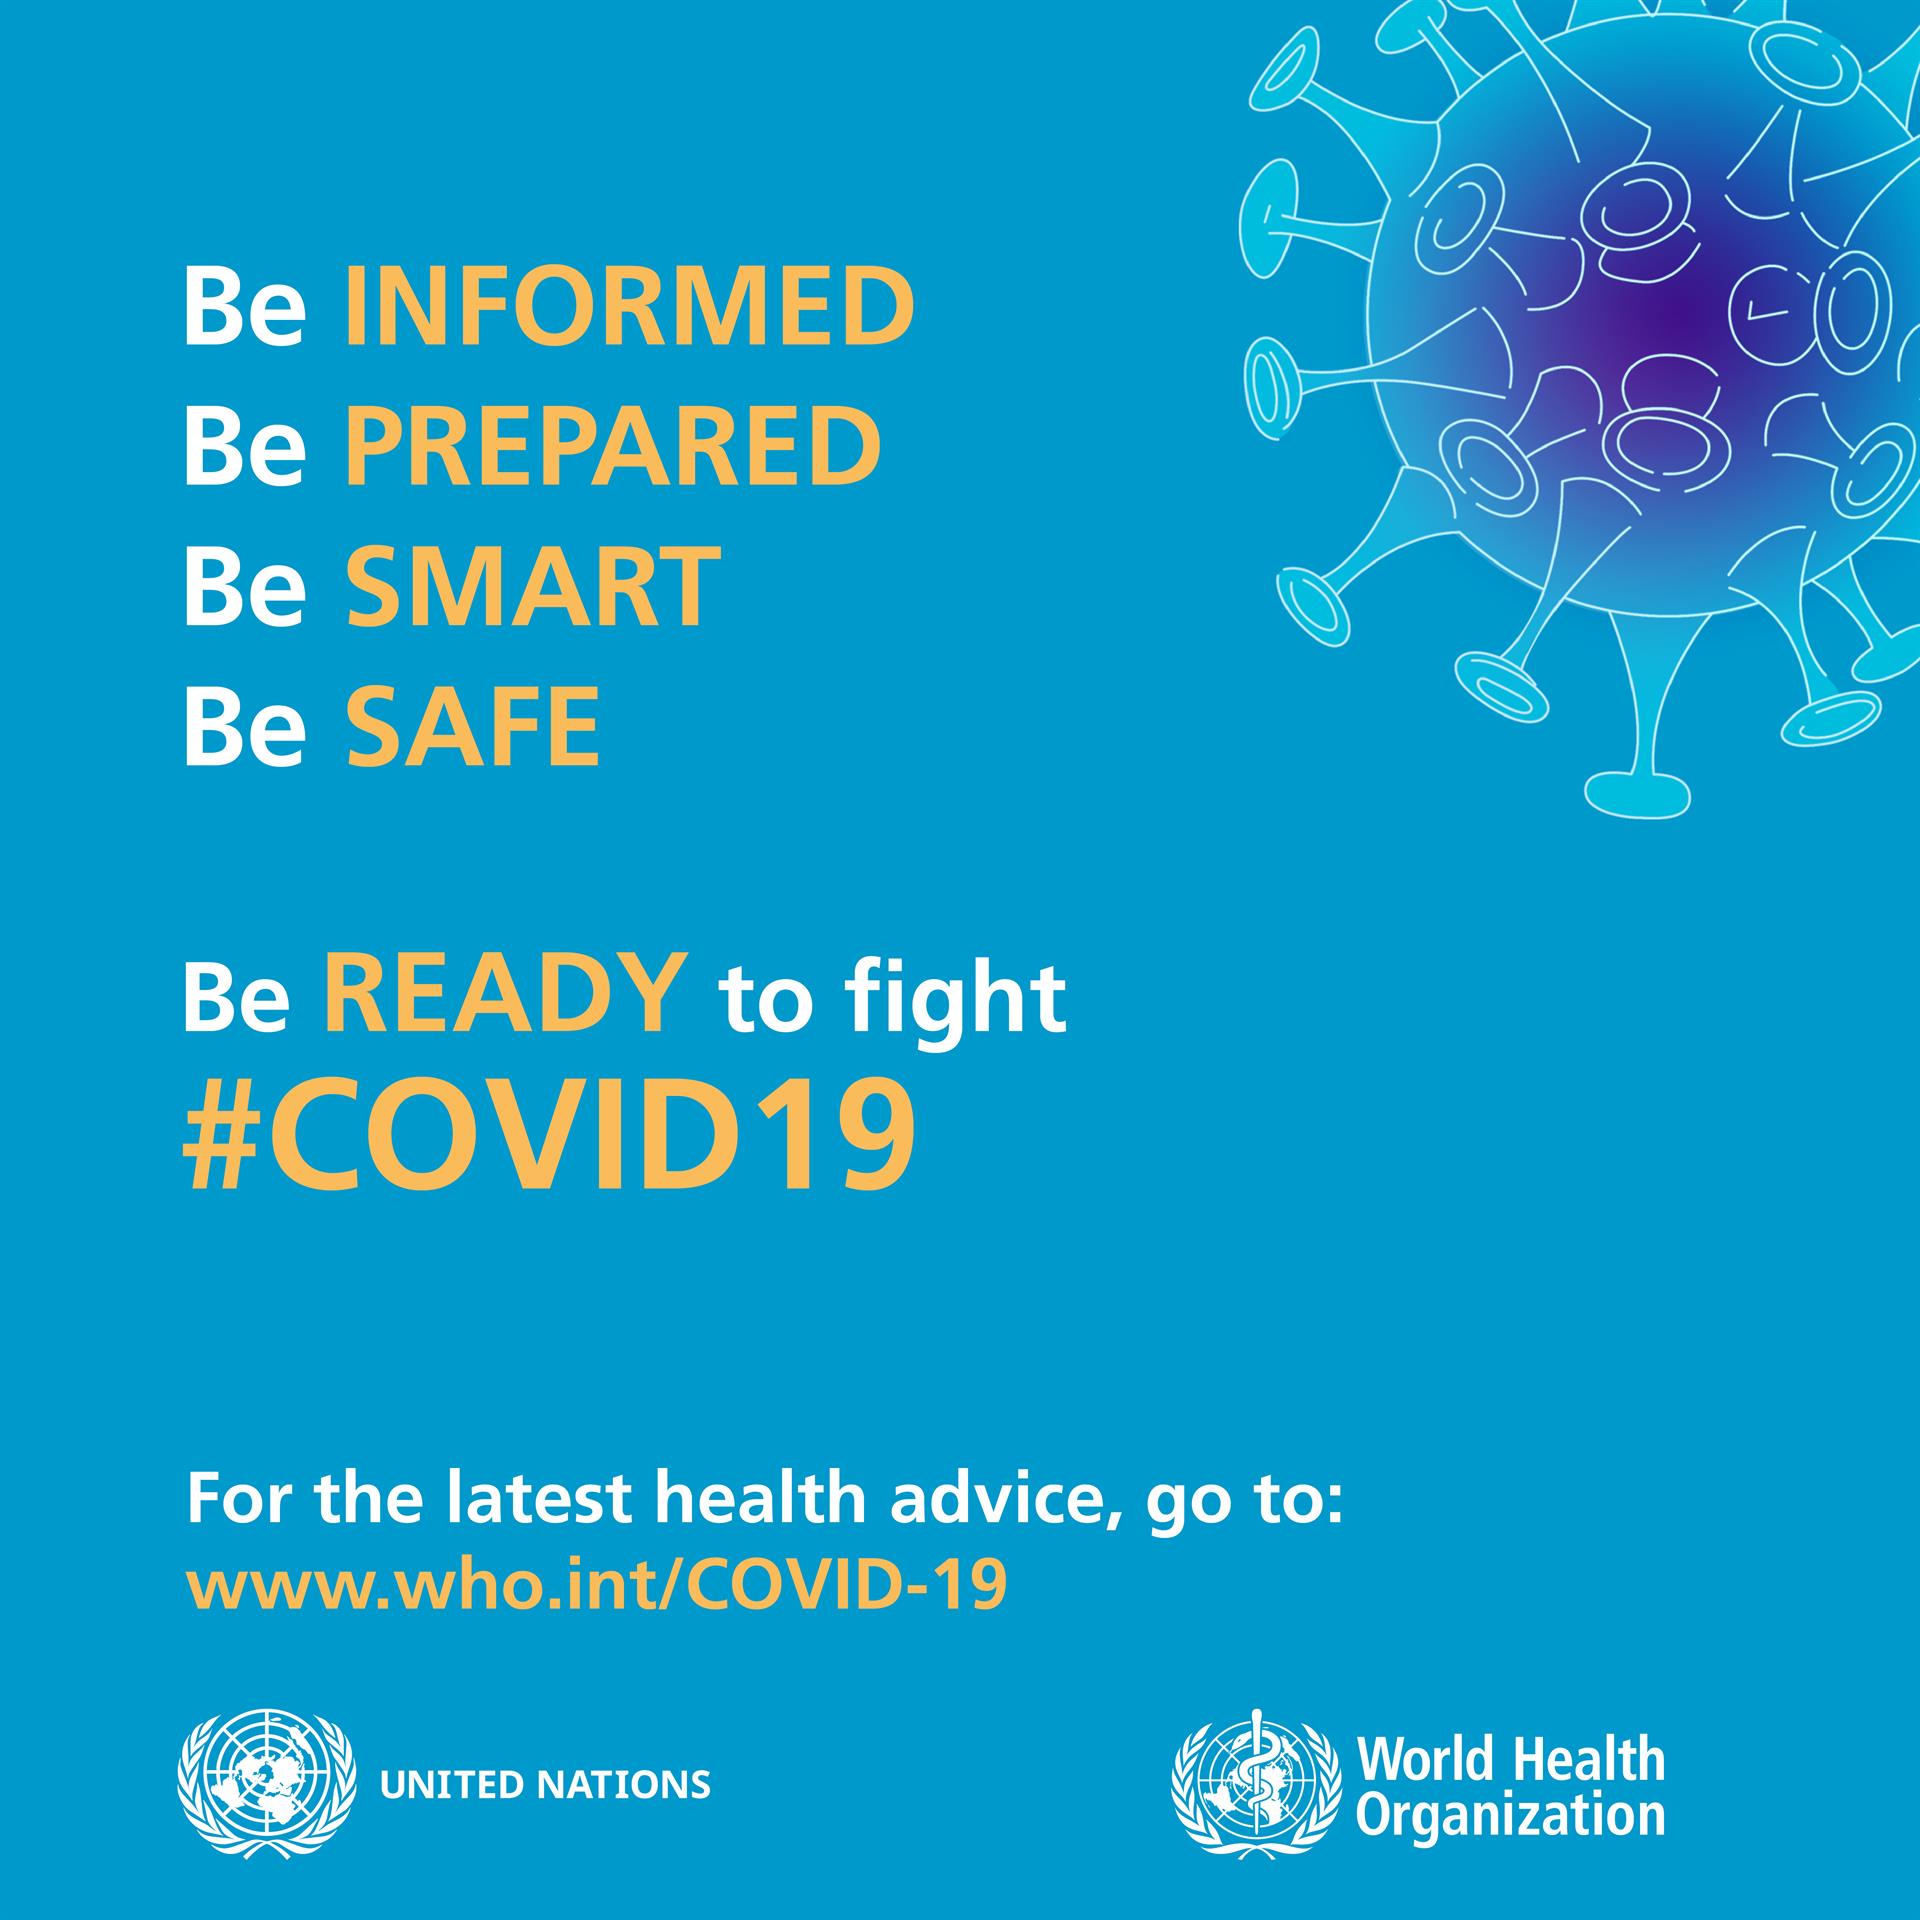 Be INFORMED
Be PREPARED
Be SMART
Be SAFE
Be READY to fight
#COVID19
For the latest health advice, go to:
www.who.int/COVID-19
UNITED NATIONS
World Health
Organization